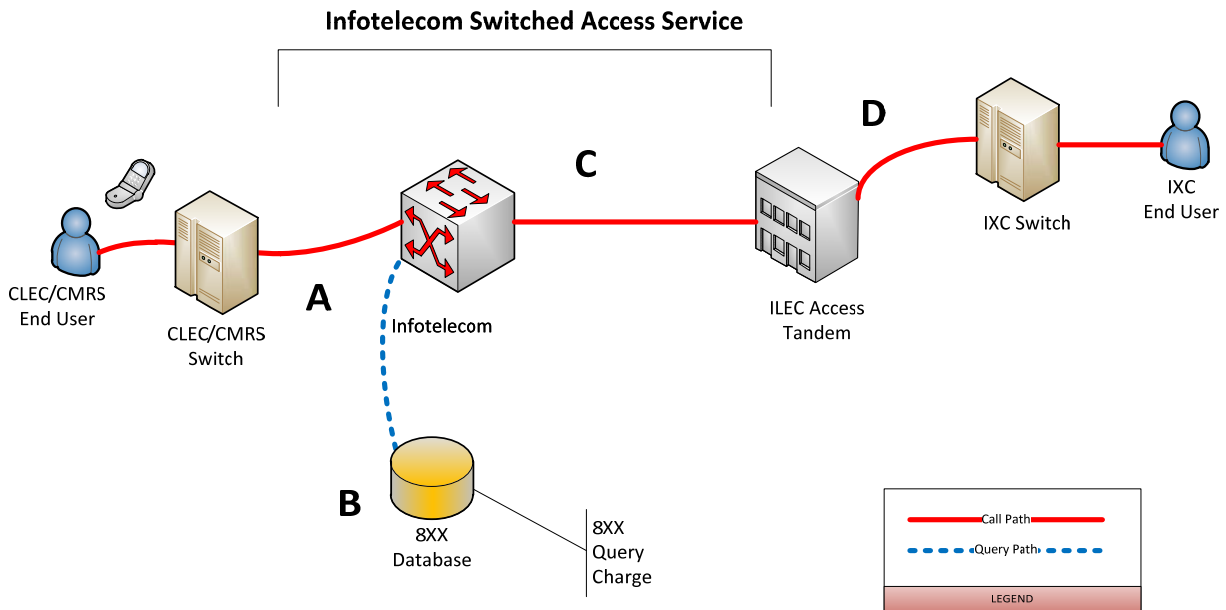 Infotelecom Switched Access Service
D
C
CLEC/CMRS
End User
CLEC/CMRS
Switch
A
Infotelecom
ILEC Access
Tandem
IXC Switch
IXC
End User
B
8XX
Database
8XX
Query
Charge
Call Path
Query Path
LEGEND